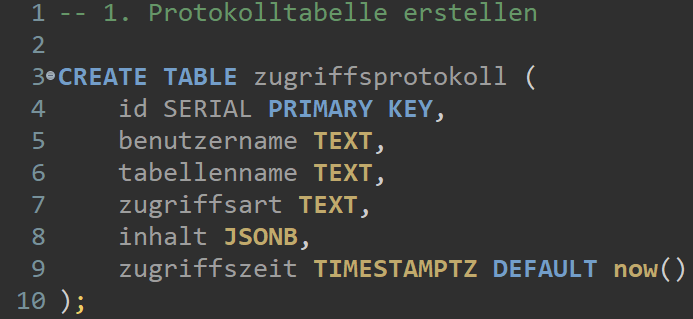 1 -- 1. Protokolltabelle erstellen
2
3 CREATE TABLE zugriffsprotokoll (
4     id SERIAL PRIMARY KEY,
5     benutzername TEXT,
6     tabellenname TEXT,
7     zugriffsart TEXT,
8     inhalt JSONB,
9     zugriffszeit TIMESTAMPTZ DEFAULT now()
10 );